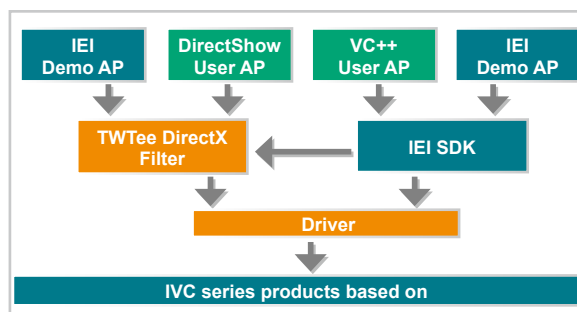 IEI
Demo AP
DirectShow
User AP
VC++
User AP
IEI
Demo AP
TWTee DirectX
Filter
IEI SDK
Driver
IVC series products based on